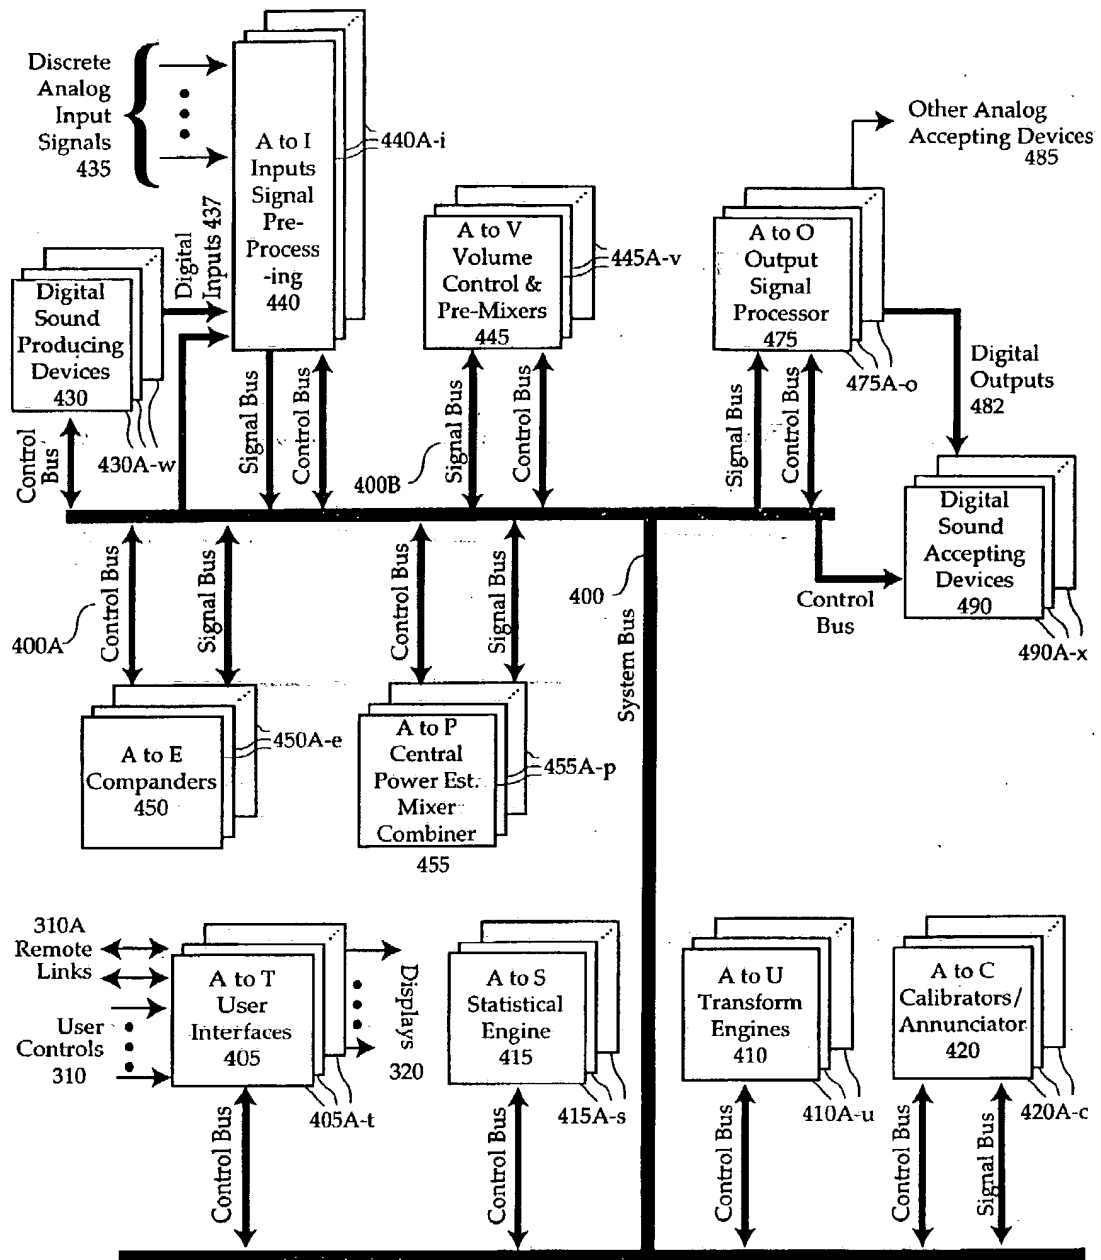 Discrete
Analog
Input
Signals
435
A to I
Inputs
Signal
Pre-
Process
-ing
440
440A-i
Digital
Inputs 437
Digital
Sound
Producing
Devices
430
430A-w
Control
Bus
Signal Bus
Control Bus
A to V
Volume
Control &
Pre-Mixers
445
445A-v
400B
Signal Bus
Control Bus
A to O
Output
Signal
Processor
475
475A-o
Other Analog
Accepting Devices
485
Signal Bus
Control Bus
Digital
Outputs
482
Digital
Sound
Accepting
Devices
490
490A-x
Control
Bus
400A
Control Bus
Signal Bus
A to E
Companders
450
450A-e
Control Bus
Signal Bus
A to P
Central
Power Est.
Mixer
Combiner
455
455A-p
400
System Bus
310A
Remote
Links
User
Controls
310
A to T
User
Interfaces
405
405A-t
Displays
320
Control Bus
A to S
Statistical
Engine
415
415A-s
Control Bus
A to U
Transform
Engines
410
410A-u
Control Bus
A to C
Calibrators/
Annunciator
420
420A-c
Control Bus
Signal Bus